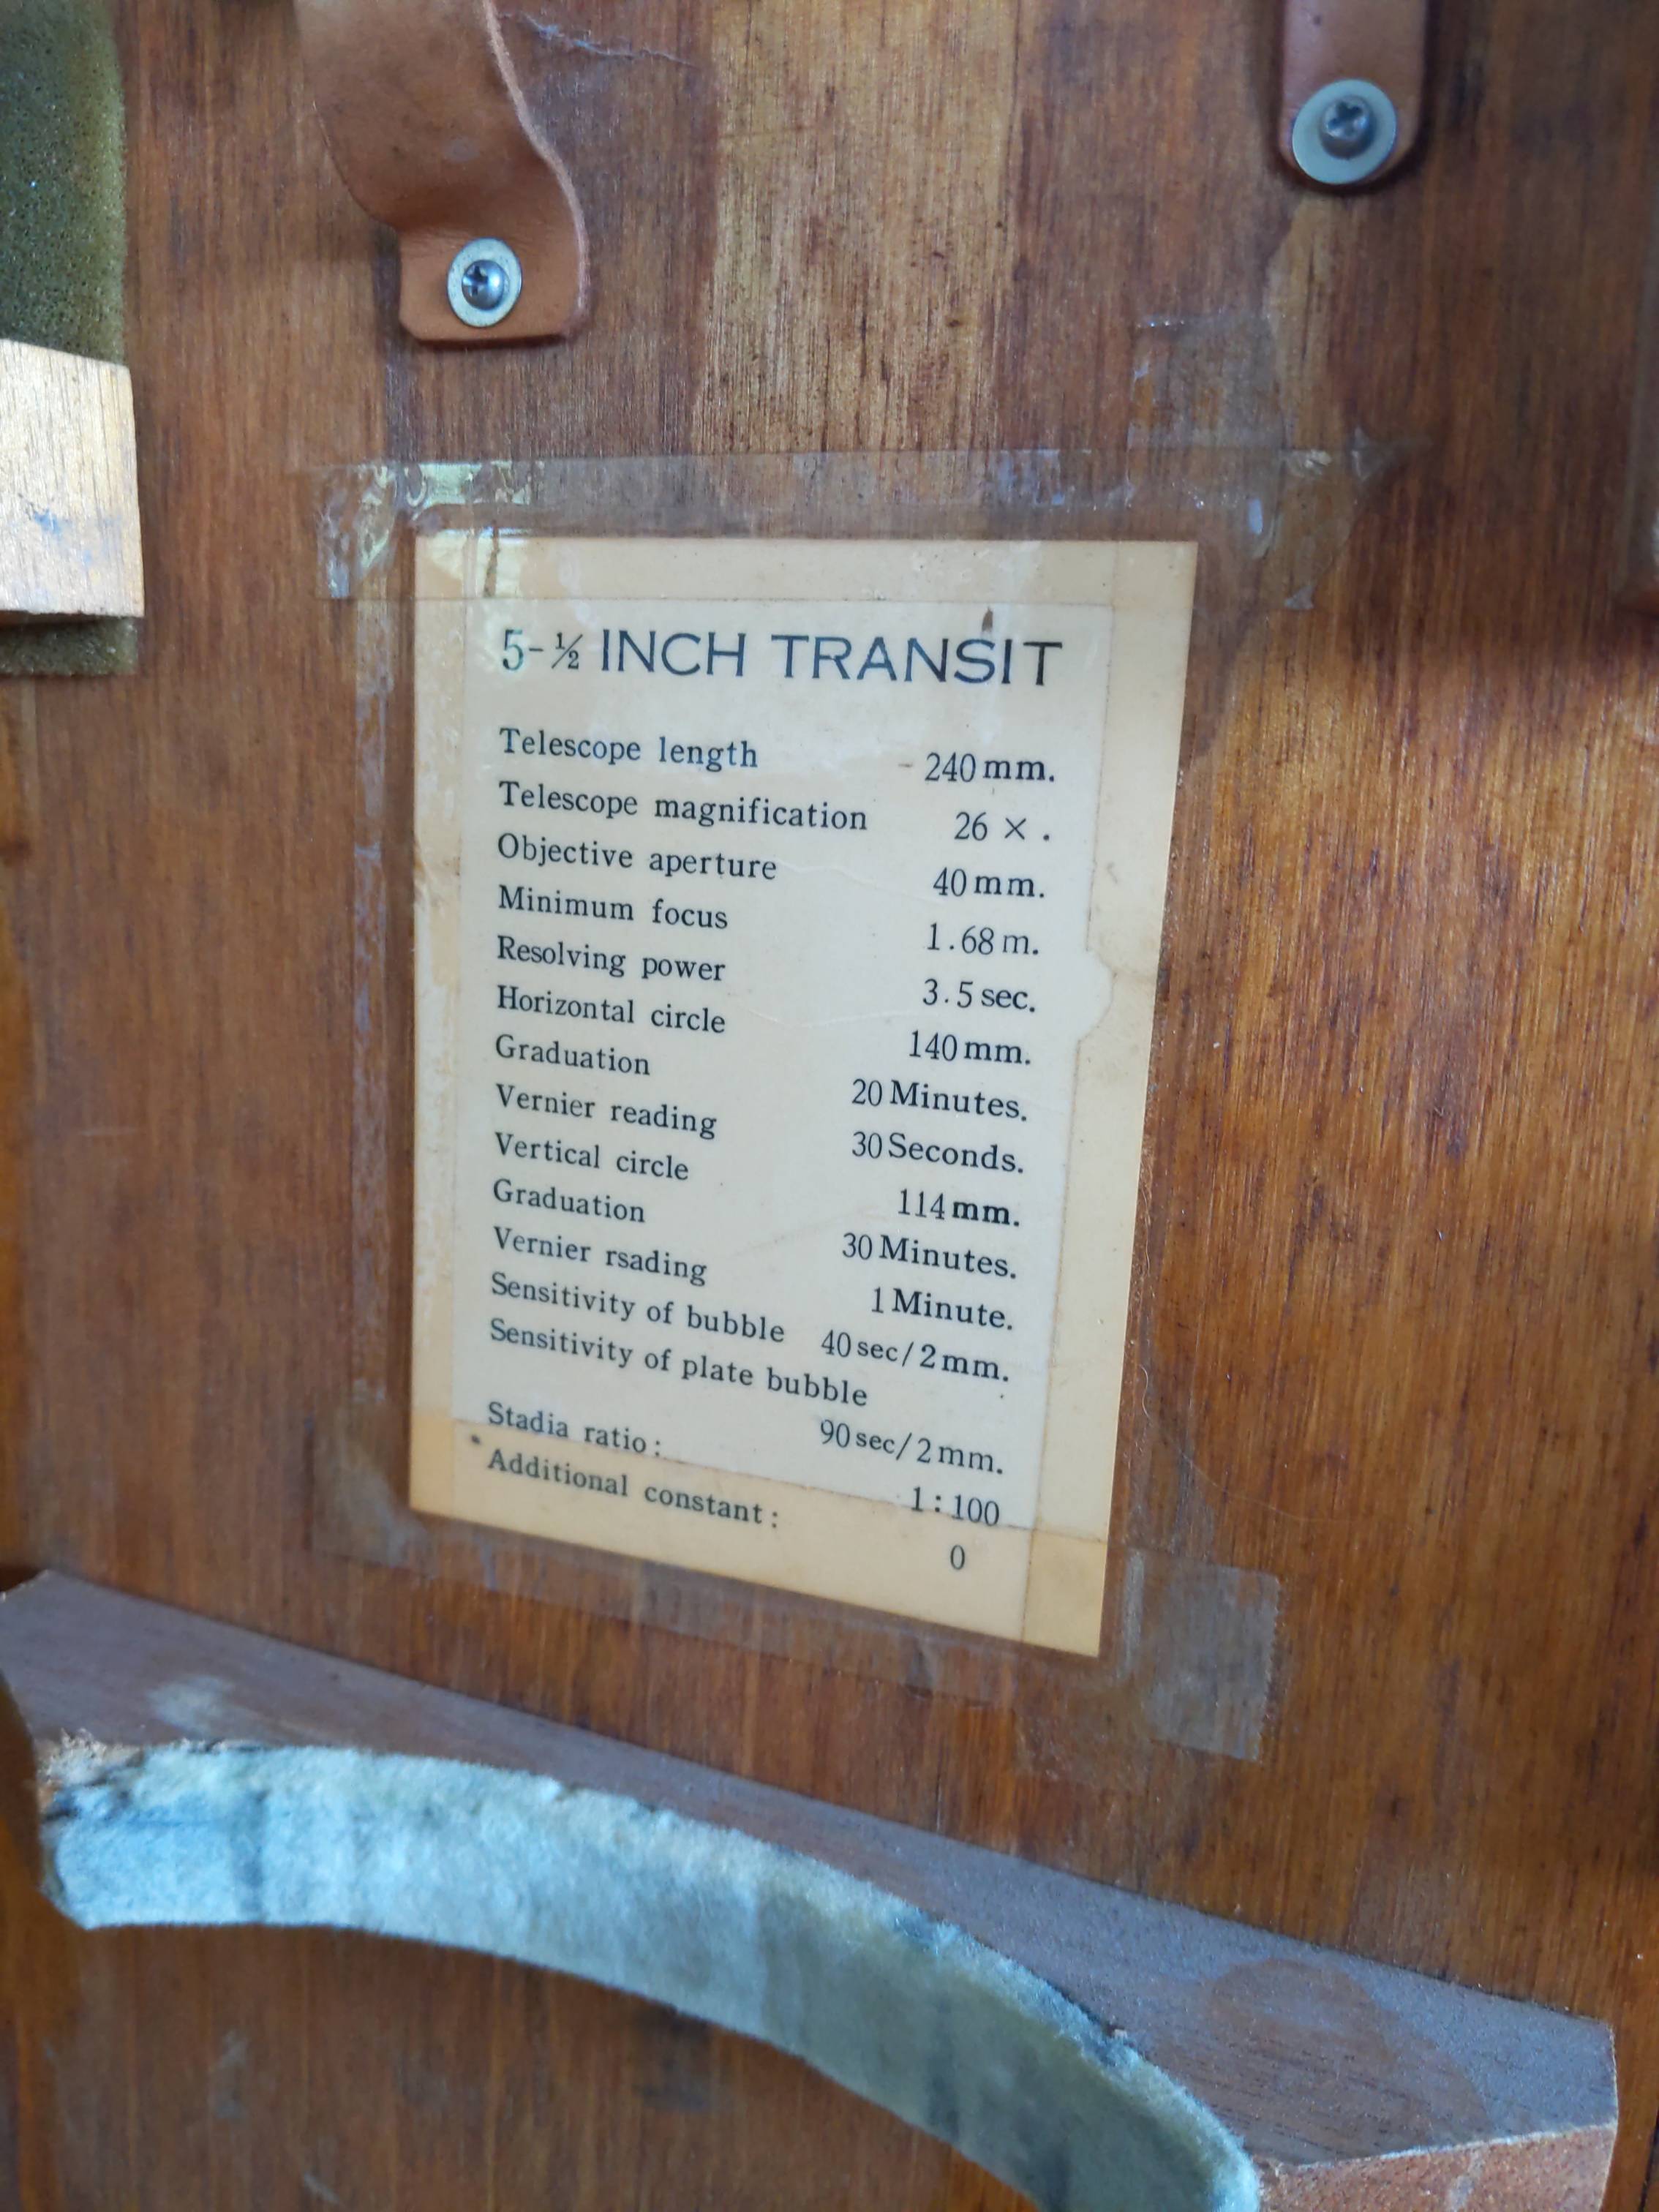 5-½ INCH TRANSIT
Telescope length 240 mm.
Telescope magnification 26 × .
Objective aperture 40 mm.
Minimum focus 1.68 m.
Resolving power 3.5 sec.
Horizontal circle 140 mm.
Graduation 20 Minutes.
Vernier reading 30 Seconds.
Vertical circle 114 mm.
Graduation 30 Minutes.
Vernier rsading 1 Minute.
Sensitivity of bubble 40 sec/2 mm.
Sensitivity of plate bubble
90 sec/2 mm.
Stadia ratio : 1 : 100
Additional constant : 0